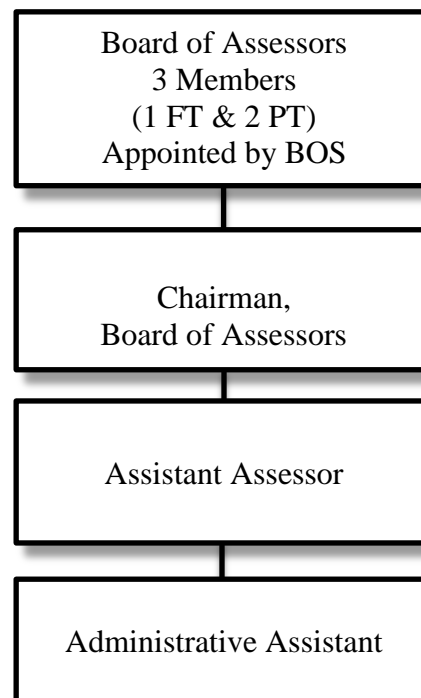 Board of Assessors
3 Members
(1 FT & 2 PT)
Appointed by BOS
Chairman,
Board of Assessors
Assistant Assessor
Administrative Assistant